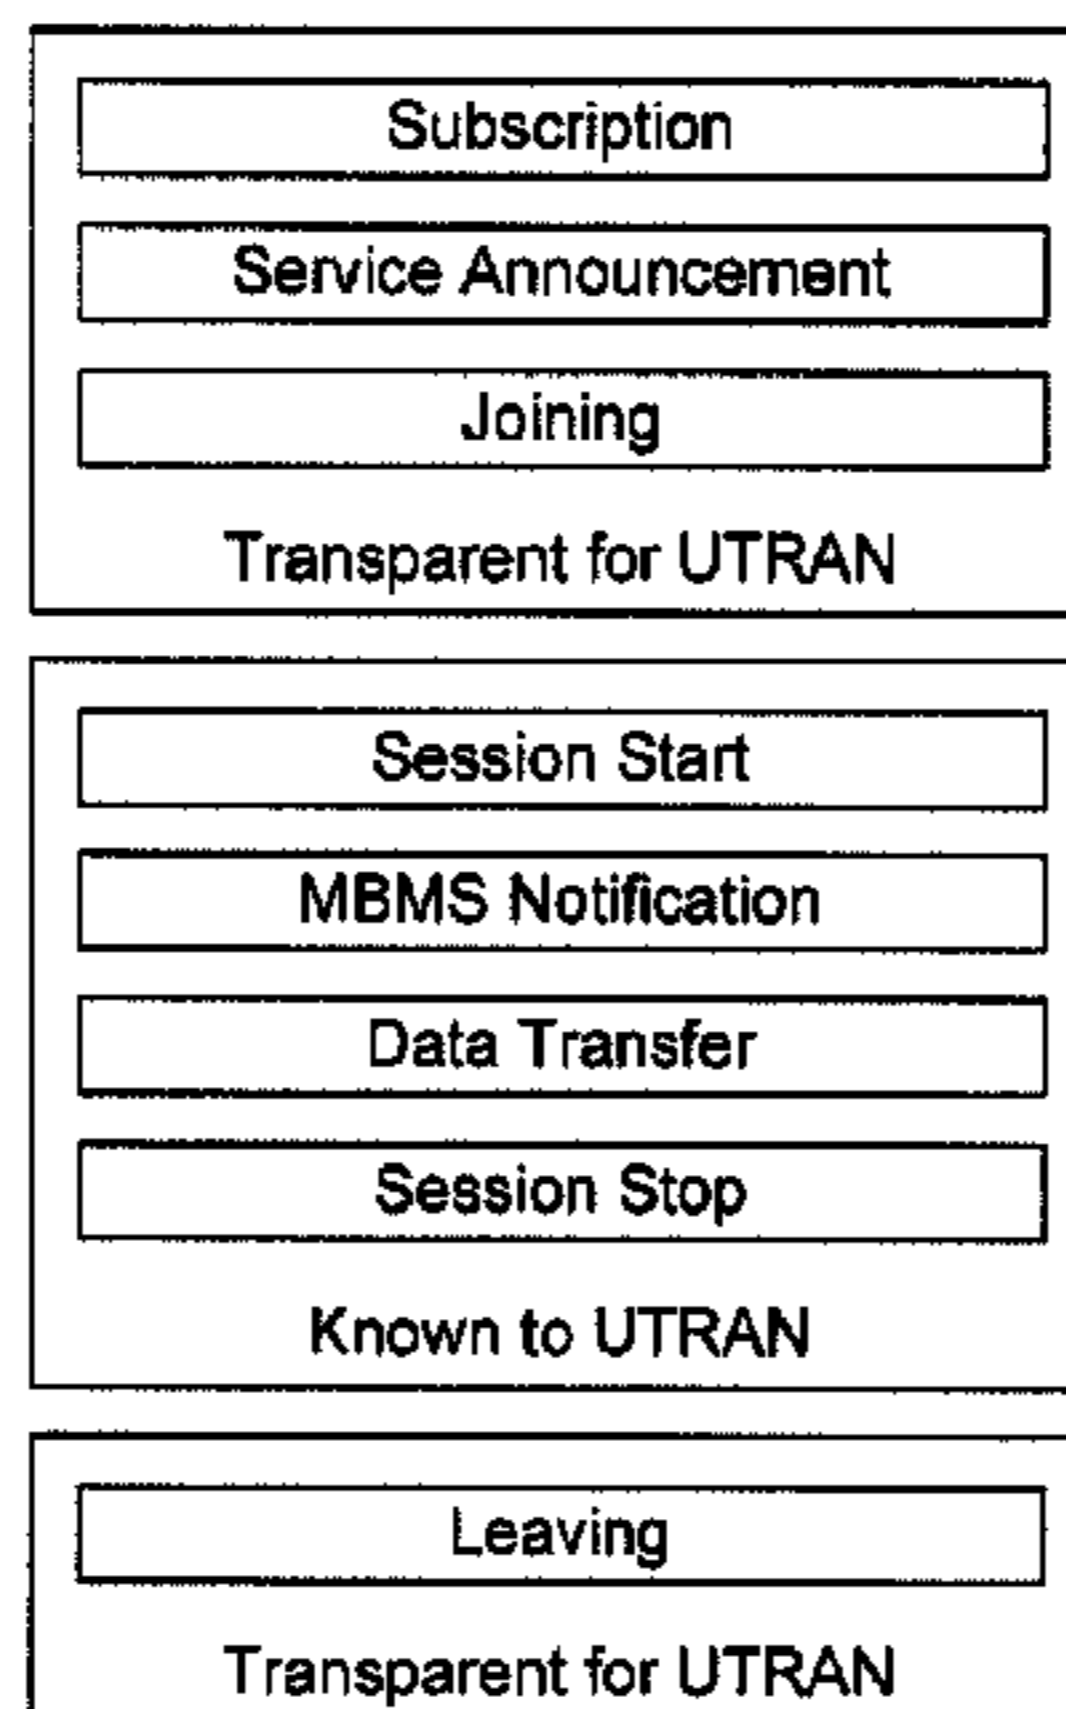 Subscription
Service Announcement
Joining
Transparent for UTRAN
Session Start
MBMS Notification
Data Transfer
Session Stop
Known to UTRAN
Leaving
Transparent for UTRAN